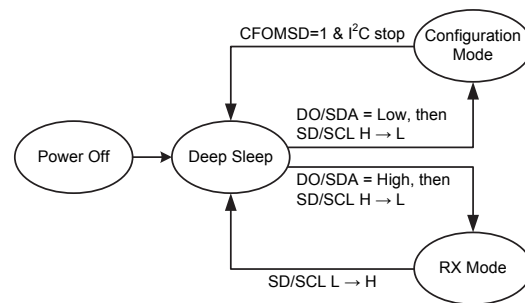 CFOMSD=1 & I²C stop
Configuration
Mode
DO/SDA = Low, then
SD/SCL H → L
Power Off
Deep Sleep
DO/SDA = High, then
SD/SCL H → L
SD/SCL L → H
RX Mode